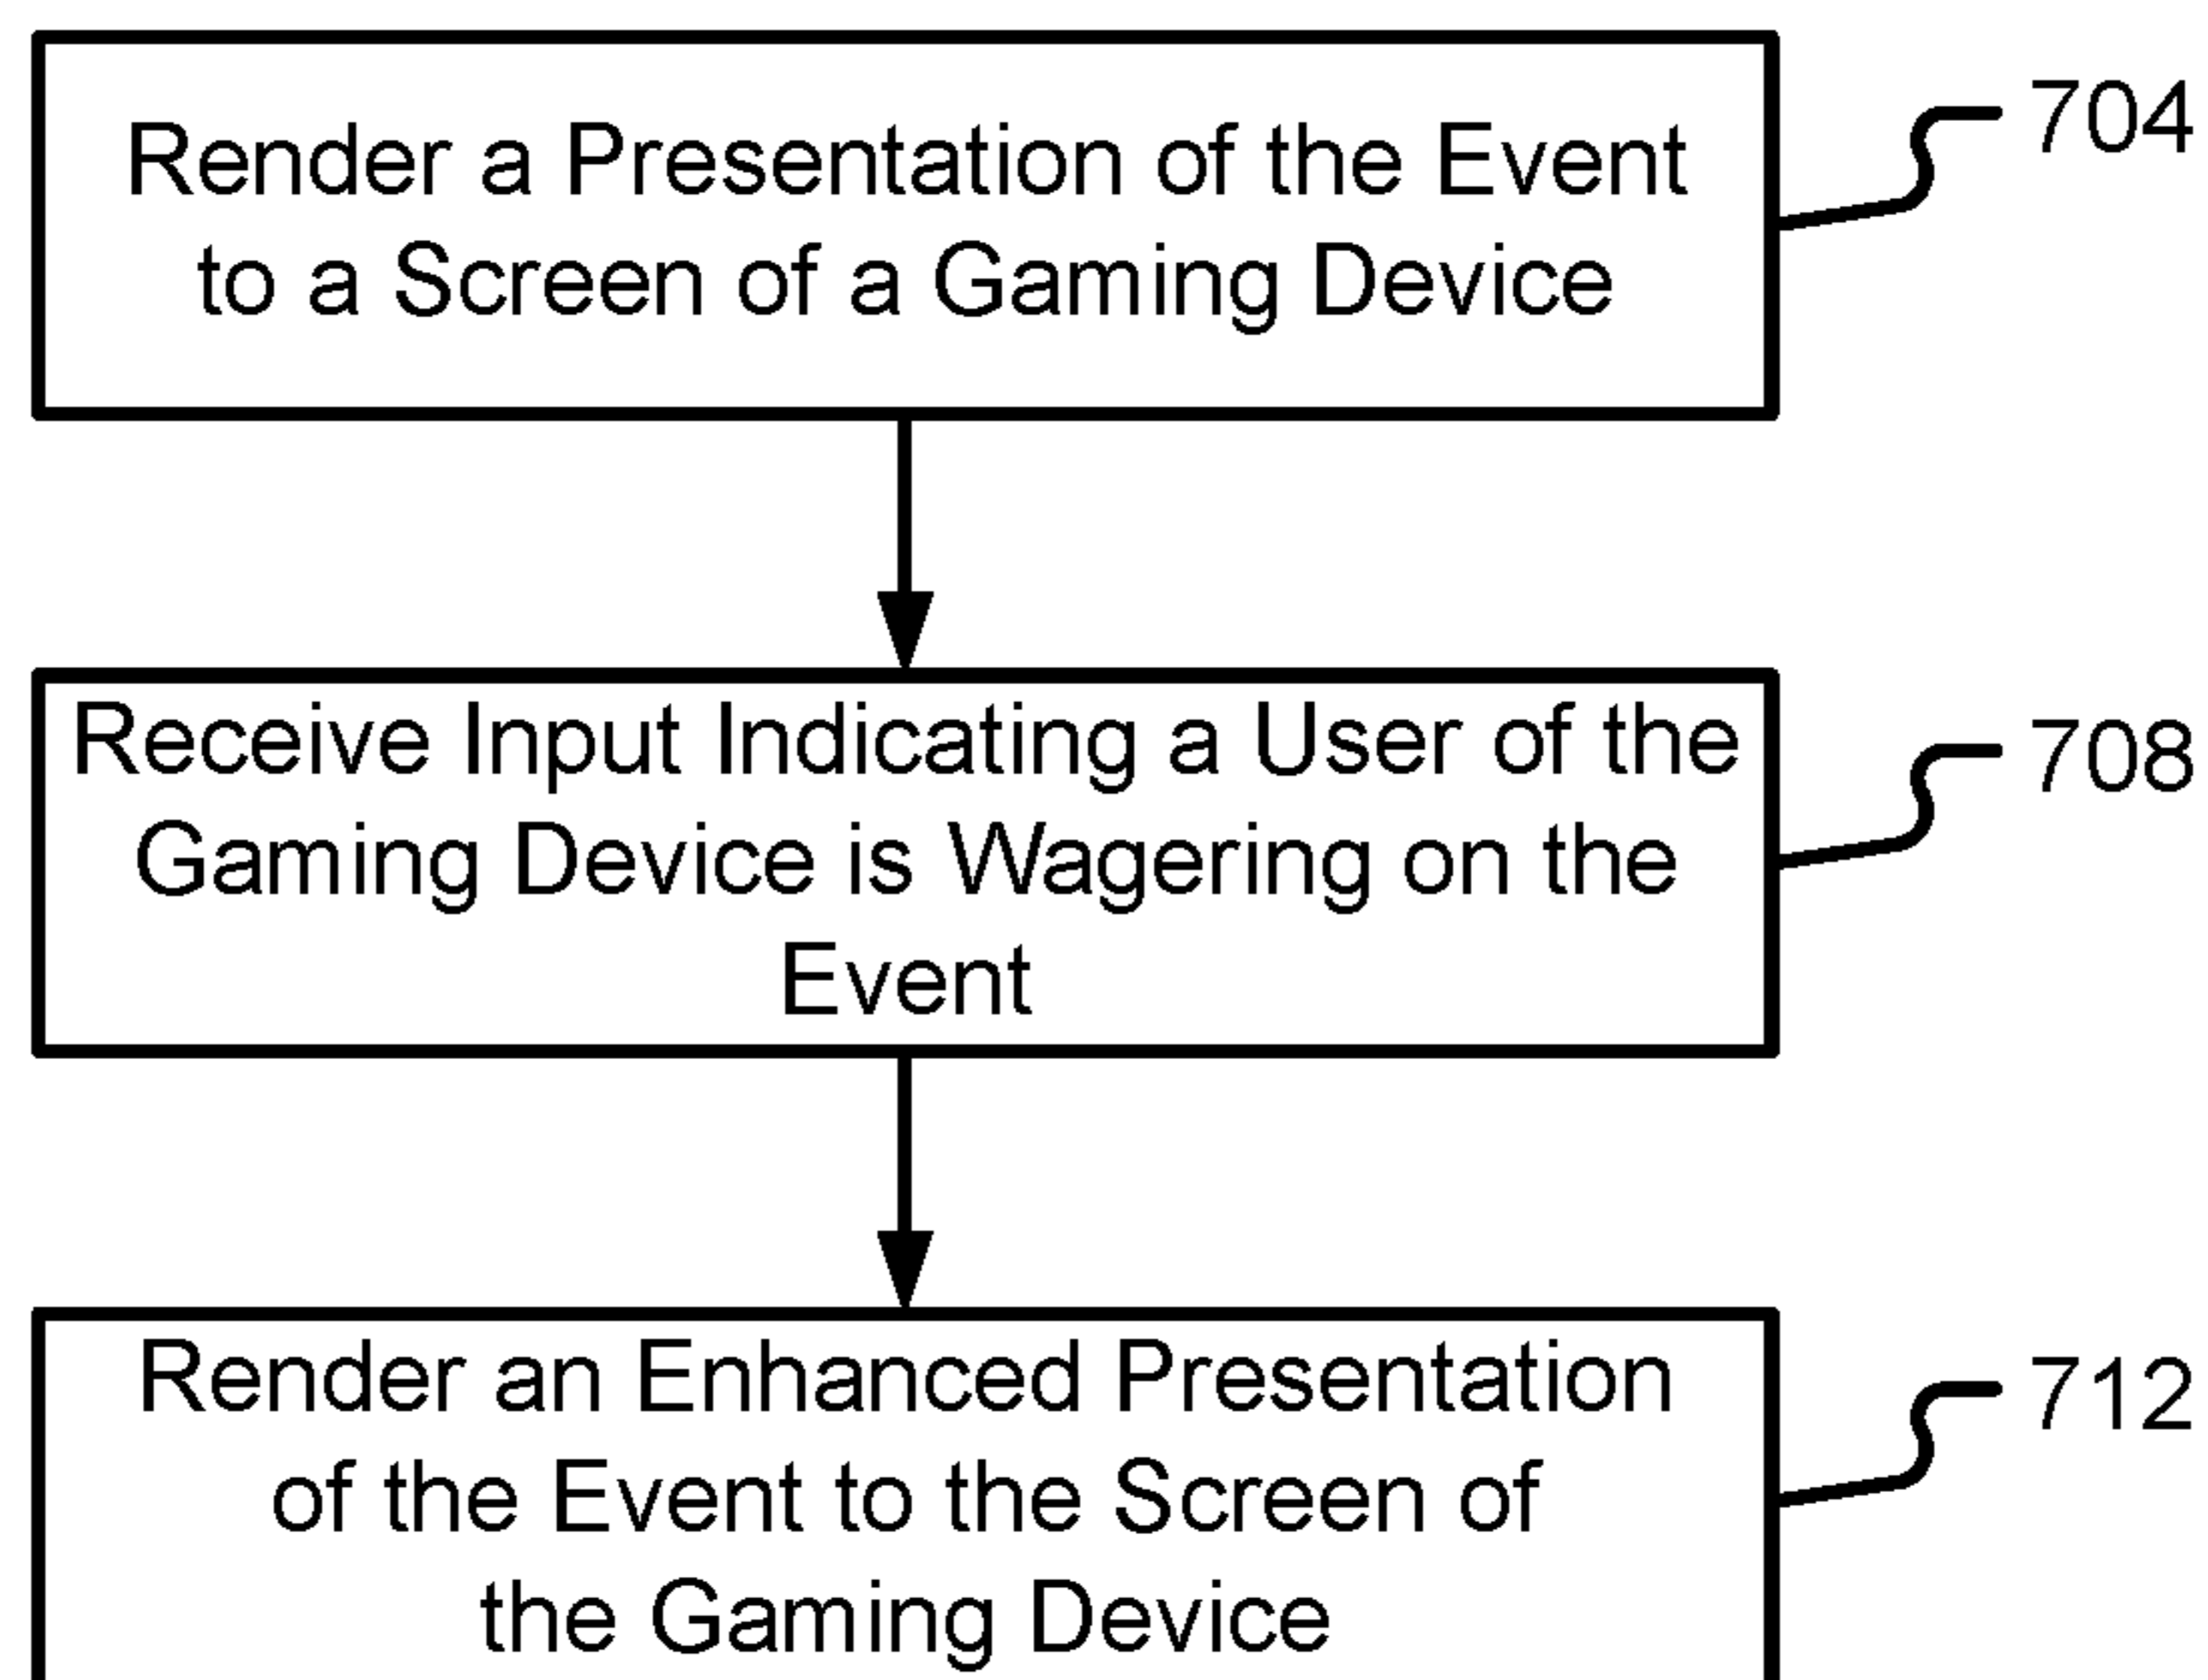 Render a Presentation of the Event
to a Screen of a Gaming Device
704
Receive Input Indicating a User of the
Gaming Device is Wagering on the
Event
708
Render an Enhanced Presentation
of the Event to the Screen of
the Gaming Device
712